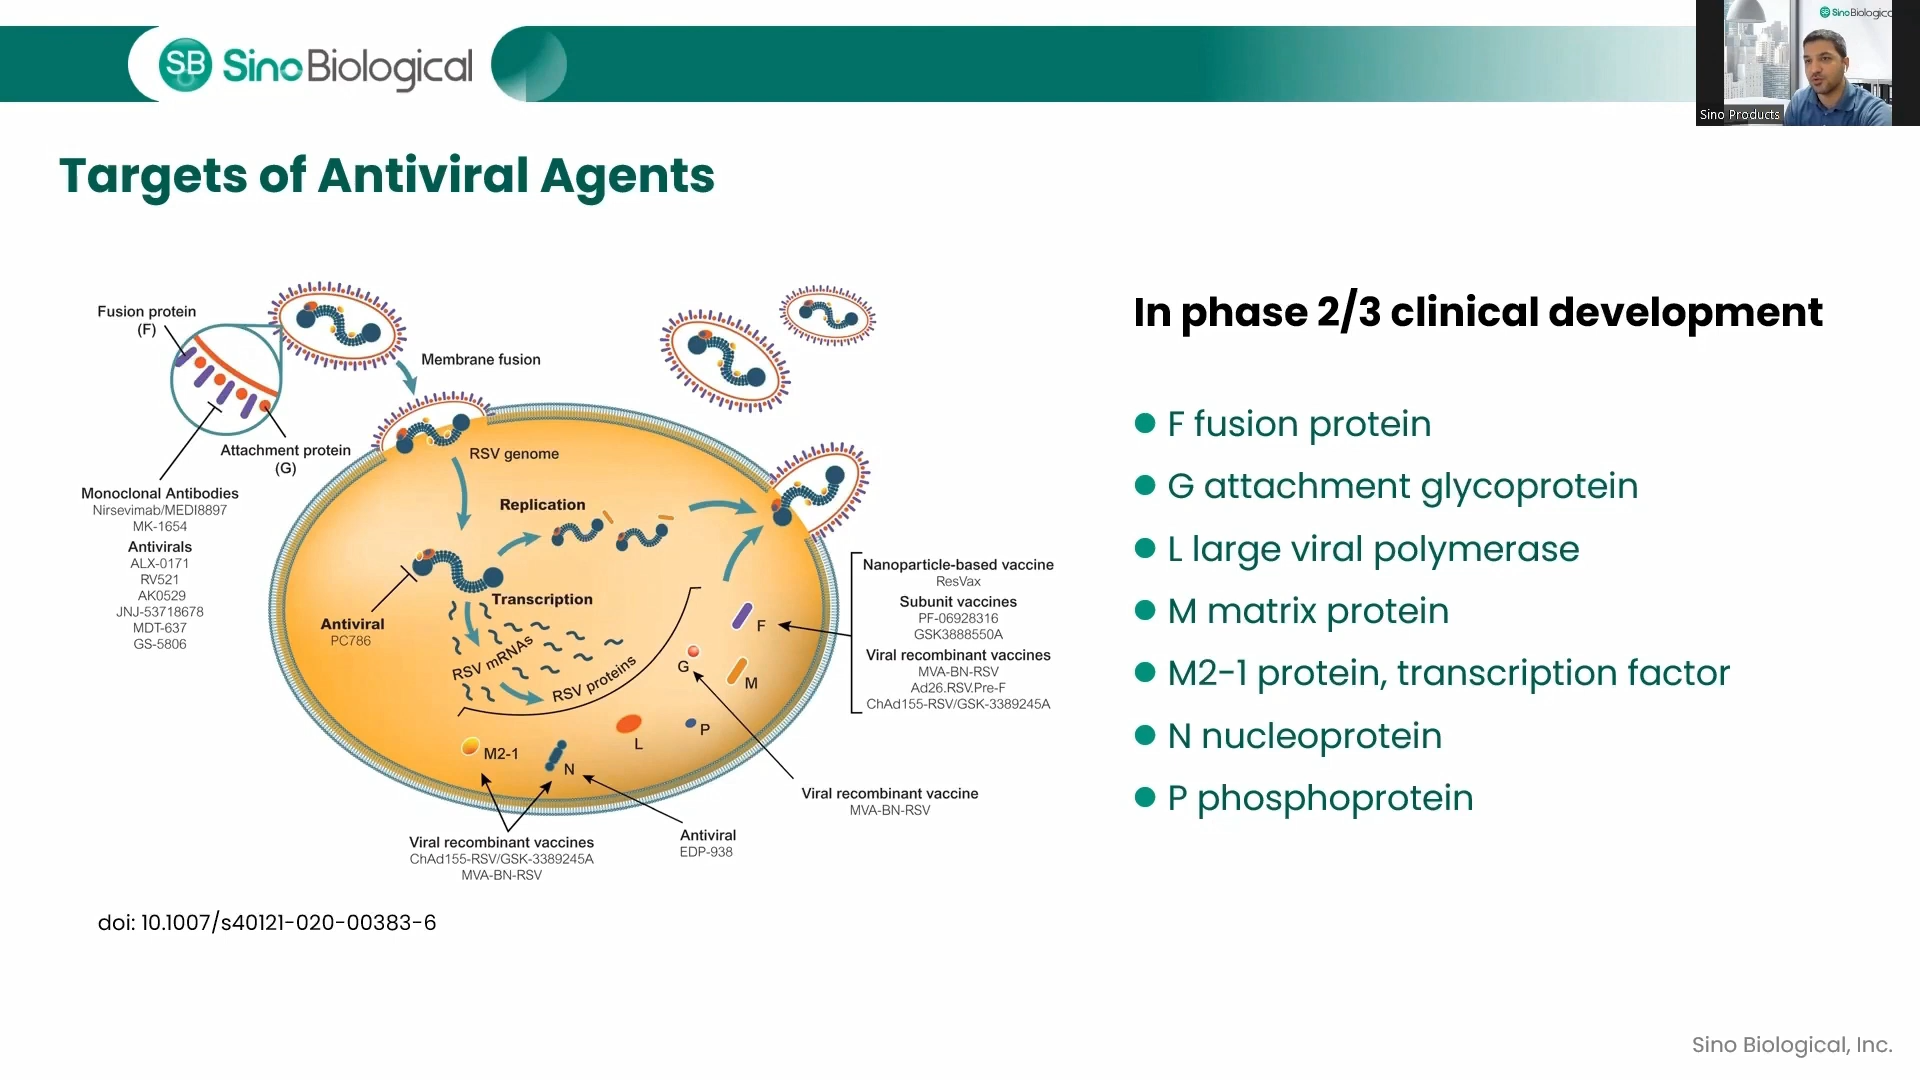 SB SinoBiological
SB SinoBiologic
Sino Products
Targets of Antiviral Agents
Fusion protein
(F)
Membrane fusion
Attachment protein
(G)
RSV genome
Monoclonal Antibodies
Nirsevimab/MEDI8897
MK-1654
Antivirals
ALX-0171
RV521
AK0529
JNJ-53718678
MDT-637
GS-5806
Replication
Transcription
Antiviral
PC786
RSV mRNAs
RSV proteins
F
G
M
P
L
M2-1
N
Nanoparticle-based vaccine
ResVax
Subunit vaccines
PF-06928316
GSK3888550A
Viral recombinant vaccines
MVA-BN-RSV
Ad26.RSV.Pre-F
ChAd155-RSV/GSK-3389245A
Viral recombinant vaccine
MVA-BN-RSV
Viral recombinant vaccines
ChAd155-RSV/GSK-3389245A
MVA-BN-RSV
Antiviral
EDP-938
doi: 10.1007/s40121-020-00383-6
In phase 2/3 clinical development
F fusion protein
G attachment glycoprotein
L large viral polymerase
M matrix protein
M2-1 protein, transcription factor
N nucleoprotein
P phosphoprotein
Sino Biological, Inc.